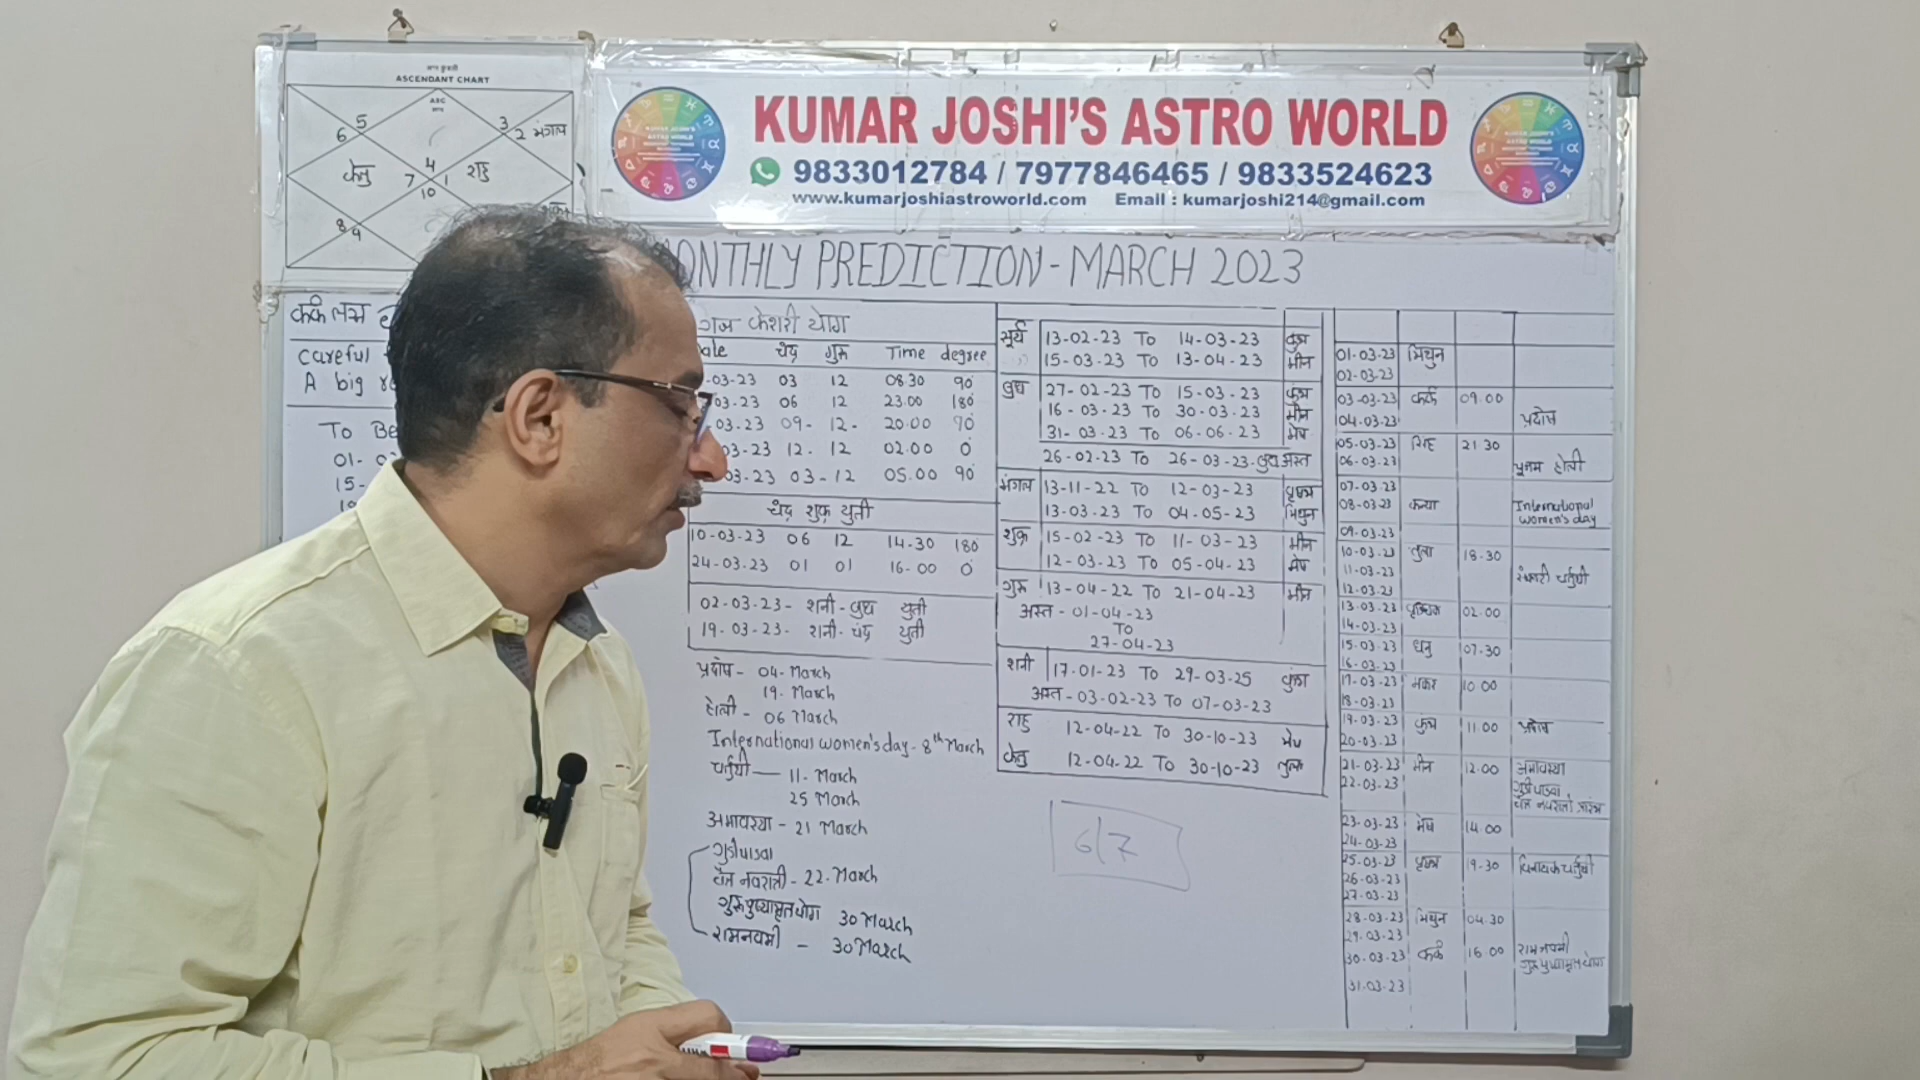 जन्म कुंडली
ASCENDANT CHART
ASC
5
6
3
2 मंगल
केतु
4
7
1
10
राहु
8
9
KUMAR JOSHI'S ASTRO WORLD
9833012784 / 7977846465 / 9833524623
www.kumarjoshiastroworld.com Email : kumarjoshi214@gmail.com
MONTHLY PREDICTION - MARCH 2023
कर्क लग्न
Careful
A big
To Be
01-
15-
गज केशरी योग
चंद्र गुरु Time degree
-03-23 03 12 08.30 90
03-23 06 12 23.00 180
03-23 09- 12- 20.00 90
03-23 12. 12 02.00 0
03-23 03-12 05.00 90
चंद्र शुक्र युती
10-03-23 06 12 14.30 180
24-03-23 01 01 16-00 0
02-03-23- शनी-बुध युती
19-03-23- शनी-चंद्र युती
प्रदोष - 04- March
19- March
होली - 06 March
International women's day - 8th March
चर्तुथी — 11- March
25 March
अमावस्या - 21 March
गुडीपाडवा
चैत्र नवरात्री - 22- March
गुरुपुष्यामृतयोग 30 March
रामनवमी - 30 March
सूर्य 13-02-23 To 14-03-23 कुंभ
15-03-23 To 13-04-23 मीन
बुध 27-02-23 To 15-03-23 कुंभ
16-03-23 To 30-03-23 मीन
31-03-23 To 06-06-23 मेष
26-02-23 To 26-03-23-बुध अस्त
मंगल 13-11-22 To 12-03-23 वृषभ
13-03-23 To 04-05-23 मिथुन
शुक्र 15-02-23 To 11-03-23 मीन
12-03-23 To 05-04-23 मेष
गुरु 13-04-22 To 21-04-23 मीन
अस्त-01-04-23
To
27-04-23
शनी 17-01-23 To 29-03-25 कुंभ
अस्त-03-02-23 To 07-03-23
राहु 12-04-22 To 30-10-23 मेष
केतु 12-04-22 To 30-10-23 तुला
6/7
01-03-23 मिथुन
02-03-23
03-03-23 कर्क 09.00
04-03-23 प्रदोष
05-03-23 सिंह 21.30
06-03-23 पूनम होली
07-03-23
08-03-23 कन्या International women's day
09-03-23
10-03-23 तुला 18.30
11-03-23 संकष्टी चर्तुथी
12-03-23
13-03-23 वृश्चिक 02.00
14-03-23
15-03-23 धनु 07.30
16-03-23
17-03-23 मकर 10.00
18-03-23
19-03-23 कुंभ 11.00 प्रदोष
20-03-23
21-03-23 मीन 12.00 अमावस्या
22-03-23 गुडीपाडवा
चैत्र नवरात्री प्रारंभ
23-03-23 मेष 14.00
24-03-23
25-03-23 वृषभ 19.30 विनायक चर्तुथी
26-03-23
27-03-23
28-03-23 मिथुन 04.30
29-03-23
30-03-23 कर्क 16.00 रामनवमी
गुरुपुष्यामृतयोग
31-03-23